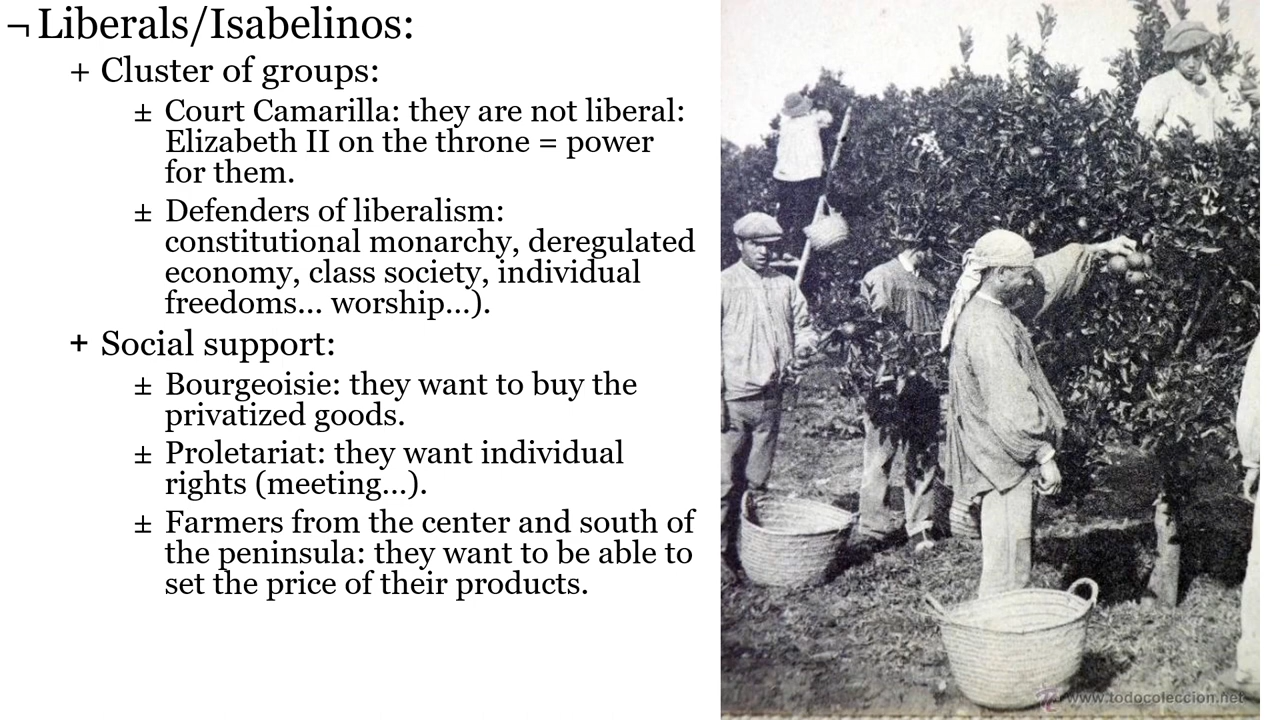 ¬ Liberals/Isabelinos:
+ Cluster of groups:
± Court Camarilla: they are not liberal:
Elizabeth II on the throne = power
for them.
± Defenders of liberalism:
constitutional monarchy, deregulated
economy, class society, individual
freedoms... worship...).
+ Social support:
± Bourgeoisie: they want to buy the
privatized goods.
± Proletariat: they want individual
rights (meeting...).
± Farmers from the center and south of
the peninsula: they want to be able to
set the price of their products.
www.todocoleccion.net